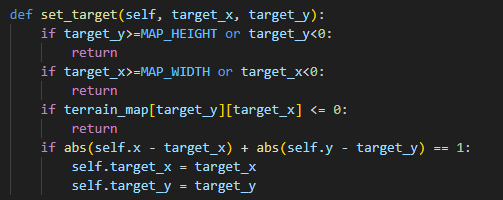 def set_target(self, target_x, target_y):
    if target_y>=MAP_HEIGHT or target_y<0:
        return
    if target_x>=MAP_WIDTH or target_x<0:
        return
    if terrain_map[target_y][target_x] <= 0:
        return
    if abs(self.x - target_x) + abs(self.y - target_y) == 1:
        self.target_x = target_x
        self.target_y = target_y